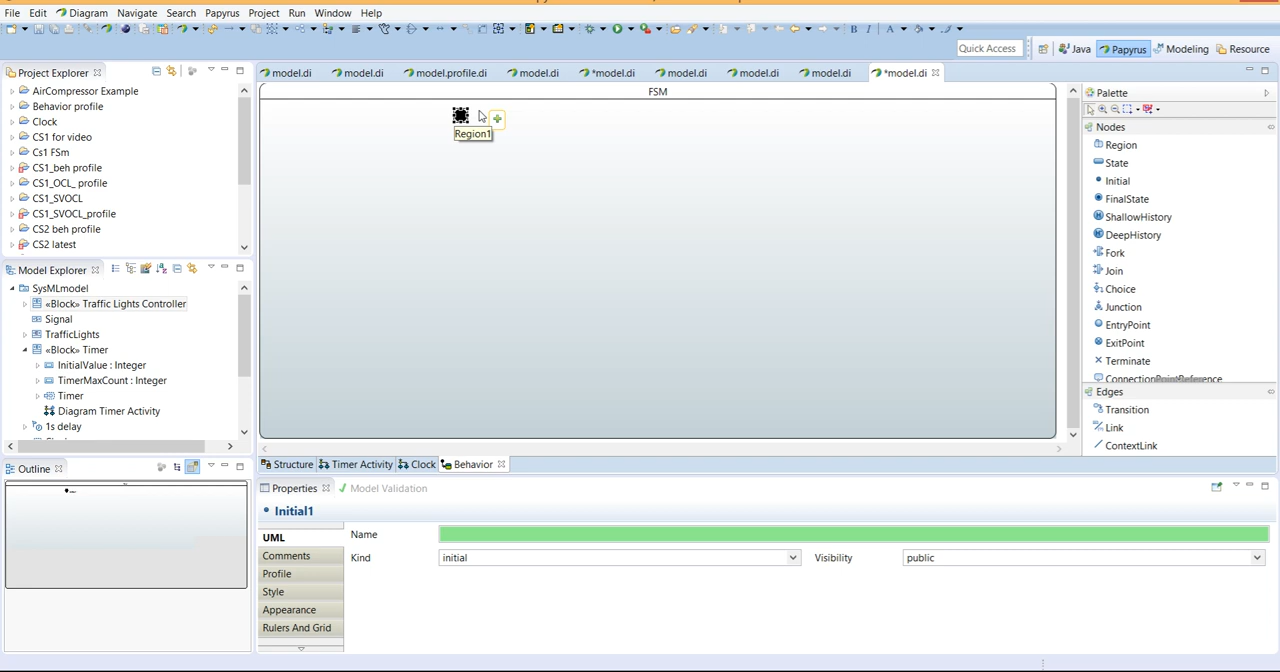 File Edit Diagram Navigate Search Papyrus Project Run Window Help
Quick Access Java Papyrus Modeling Resource
Project Explorer
AirCompressor Example
Behavior profile
Clock
CS1 for video
Cs1 FSm
CS1_beh profile
CS1_OCL_ profile
CS1_SVOCL
CS1_SVOCL_profile
CS2 beh profile
CS2 latest
Model Explorer
SysMLmodel
«Block» Traffic Lights Controller
Signal
TrafficLights
«Block» Timer
InitialValue : Integer
TimerMaxCount : Integer
Timer
Diagram Timer Activity
1s delay
Outline
model.di model.di model.profile.di model.di *model.di model.di model.di model.di *model.di
FSM
Region1
Palette
Nodes
Region
State
Initial
FinalState
ShallowHistory
DeepHistory
Fork
Join
Choice
Junction
EntryPoint
ExitPoint
Terminate
ConnectionPointReference
Edges
Transition
Link
ContextLink
Structure Timer Activity Clock Behavior
Properties Model Validation
Initial1
UML
Comments
Profile
Style
Appearance
Rulers And Grid
Name
Kind initial Visibility public